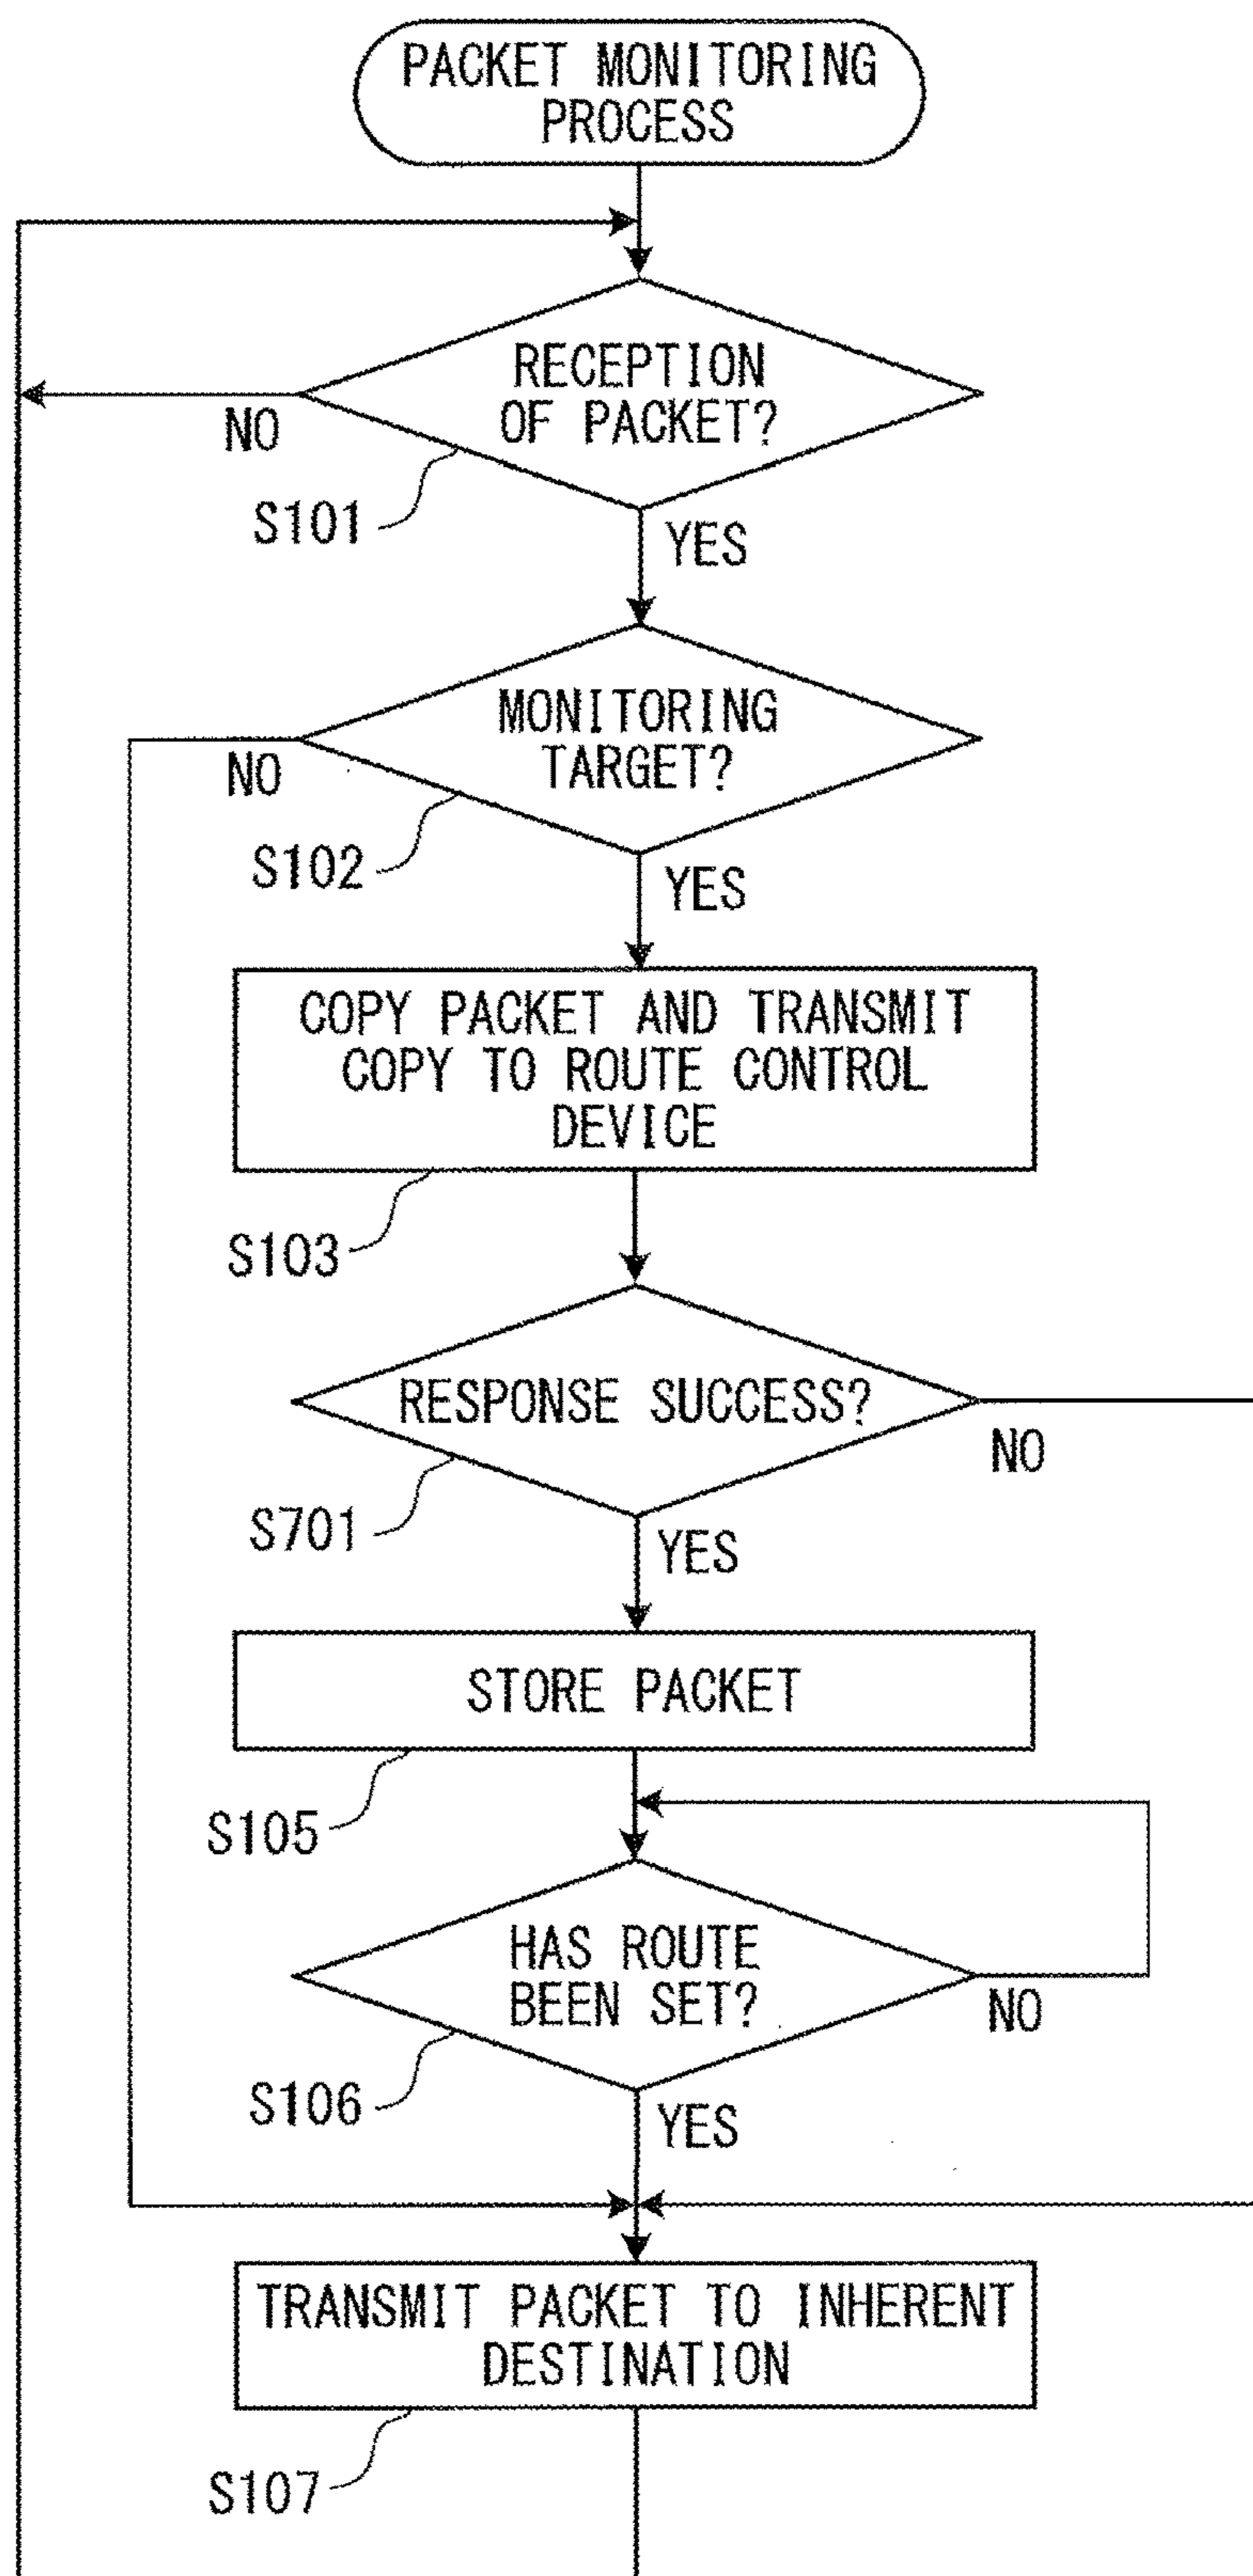 PACKET MONITORING
PROCESS
RECEPTION
OF PACKET?
NO
S101
YES
MONITORING
TARGET?
NO
S102
YES
COPY PACKET AND TRANSMIT
COPY TO ROUTE CONTROL
DEVICE
S103
RESPONSE SUCCESS?
NO
S701
YES
STORE PACKET
S105
HAS ROUTE
BEEN SET?
NO
S106
YES
TRANSMIT PACKET TO INHERENT
DESTINATION
S107